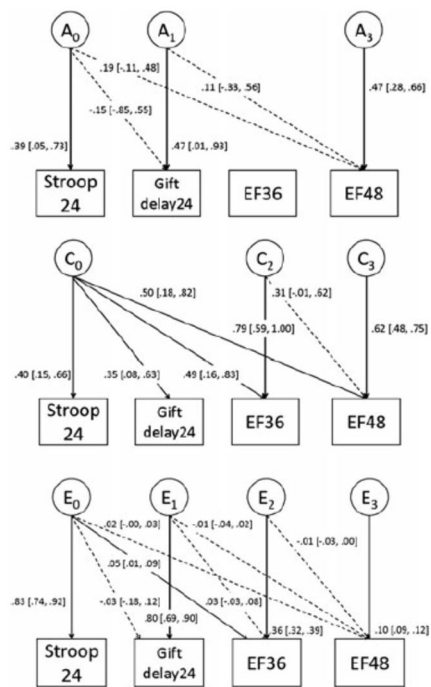 A0 A1 A3
.19 [-.11, .48]
.11 [-.33, .56]
.47 [.28, .66]
-.15 [-.85, .55]
.39 [.05, .73]
.47 [.01, .93]
Stroop
24
Gift
delay24
EF36
EF48
C0 C2 C3
.50 [.18, .82]
.31 [-.01, .62]
.79 [.59, 1.00]
.62 [.48, .75]
.40 [.15, .66]
.35 [.08, .63]
.49 [.16, .83]
Stroop
24
Gift
delay24
EF36
EF48
E0 E1 E2 E3
.02 [-.00, .03]
-.01 [-.04, .02]
-.01 [-.03, .00]
.05 [.01, .09]
.83 [.74, .92]
-.03 [-.18, .12]
.03 [-.03, .08]
.80 [.69, .90]
.36 [.32, .39]
.10 [.09, .12]
Stroop
24
Gift
delay24
EF36
EF48